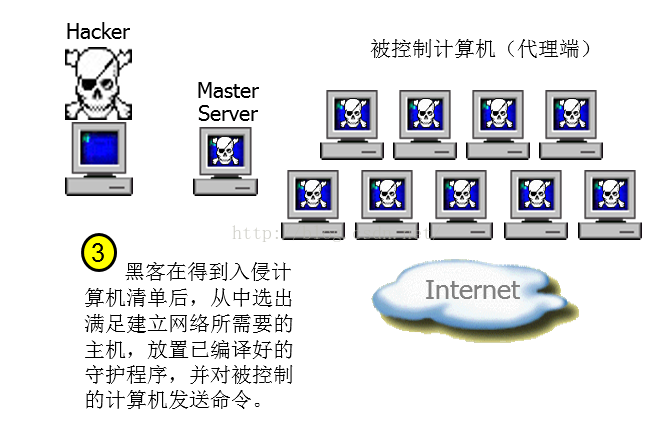 Hacker
被控制计算机（代理端）
Master
Server
3
黑客在得到入侵计
算机清单后，从中选出
满足建立网络所需要的
主机，放置已编译好的
守护程序，并对被控制
的计算机发送命令。
Internet